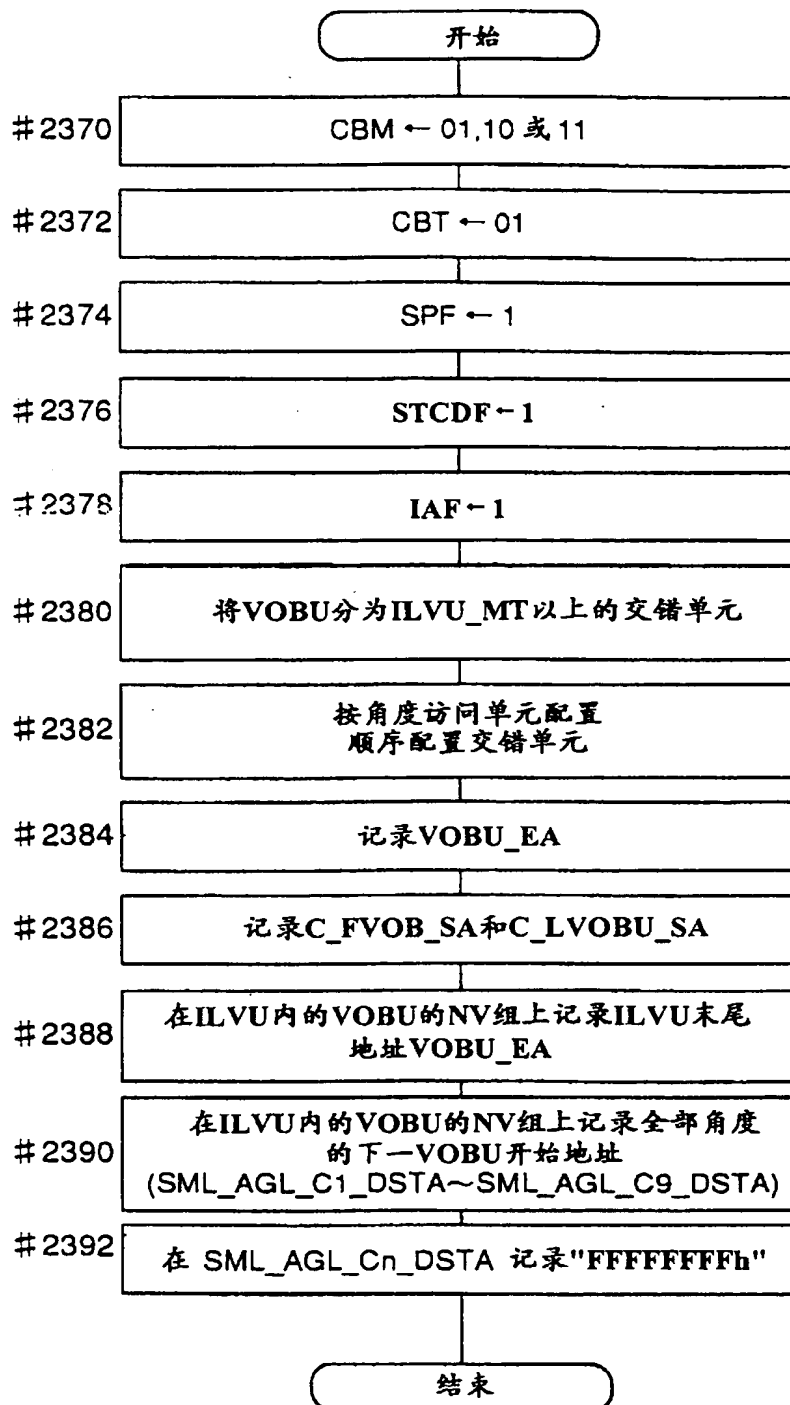 开始
#2370
CBM ← 01,10 或 11
#2372
CBT ← 01
#2374
SPF ← 1
#2376
STCDF ← 1
#2378
IAF ← 1
#2380
将VOBU分为ILVU_MT以上的交错单元
#2382
按角度访问单元配置
顺序配置交错单元
#2384
记录VOBU_EA
#2386
记录C_FVOB_SA和C_LVOBU_SA
#2388
在ILVU内的VOBU的NV组上记录ILVU末尾
地址VOBU_EA
#2390
在ILVU内的VOBU的NV组上记录全部角度
的下一VOBU开始地址
(SML_AGL_C1_DSTA～SML_AGL_C9_DSTA)
#2392
在 SML_AGL_Cn_DSTA 记录"FFFFFFFFh"
结束